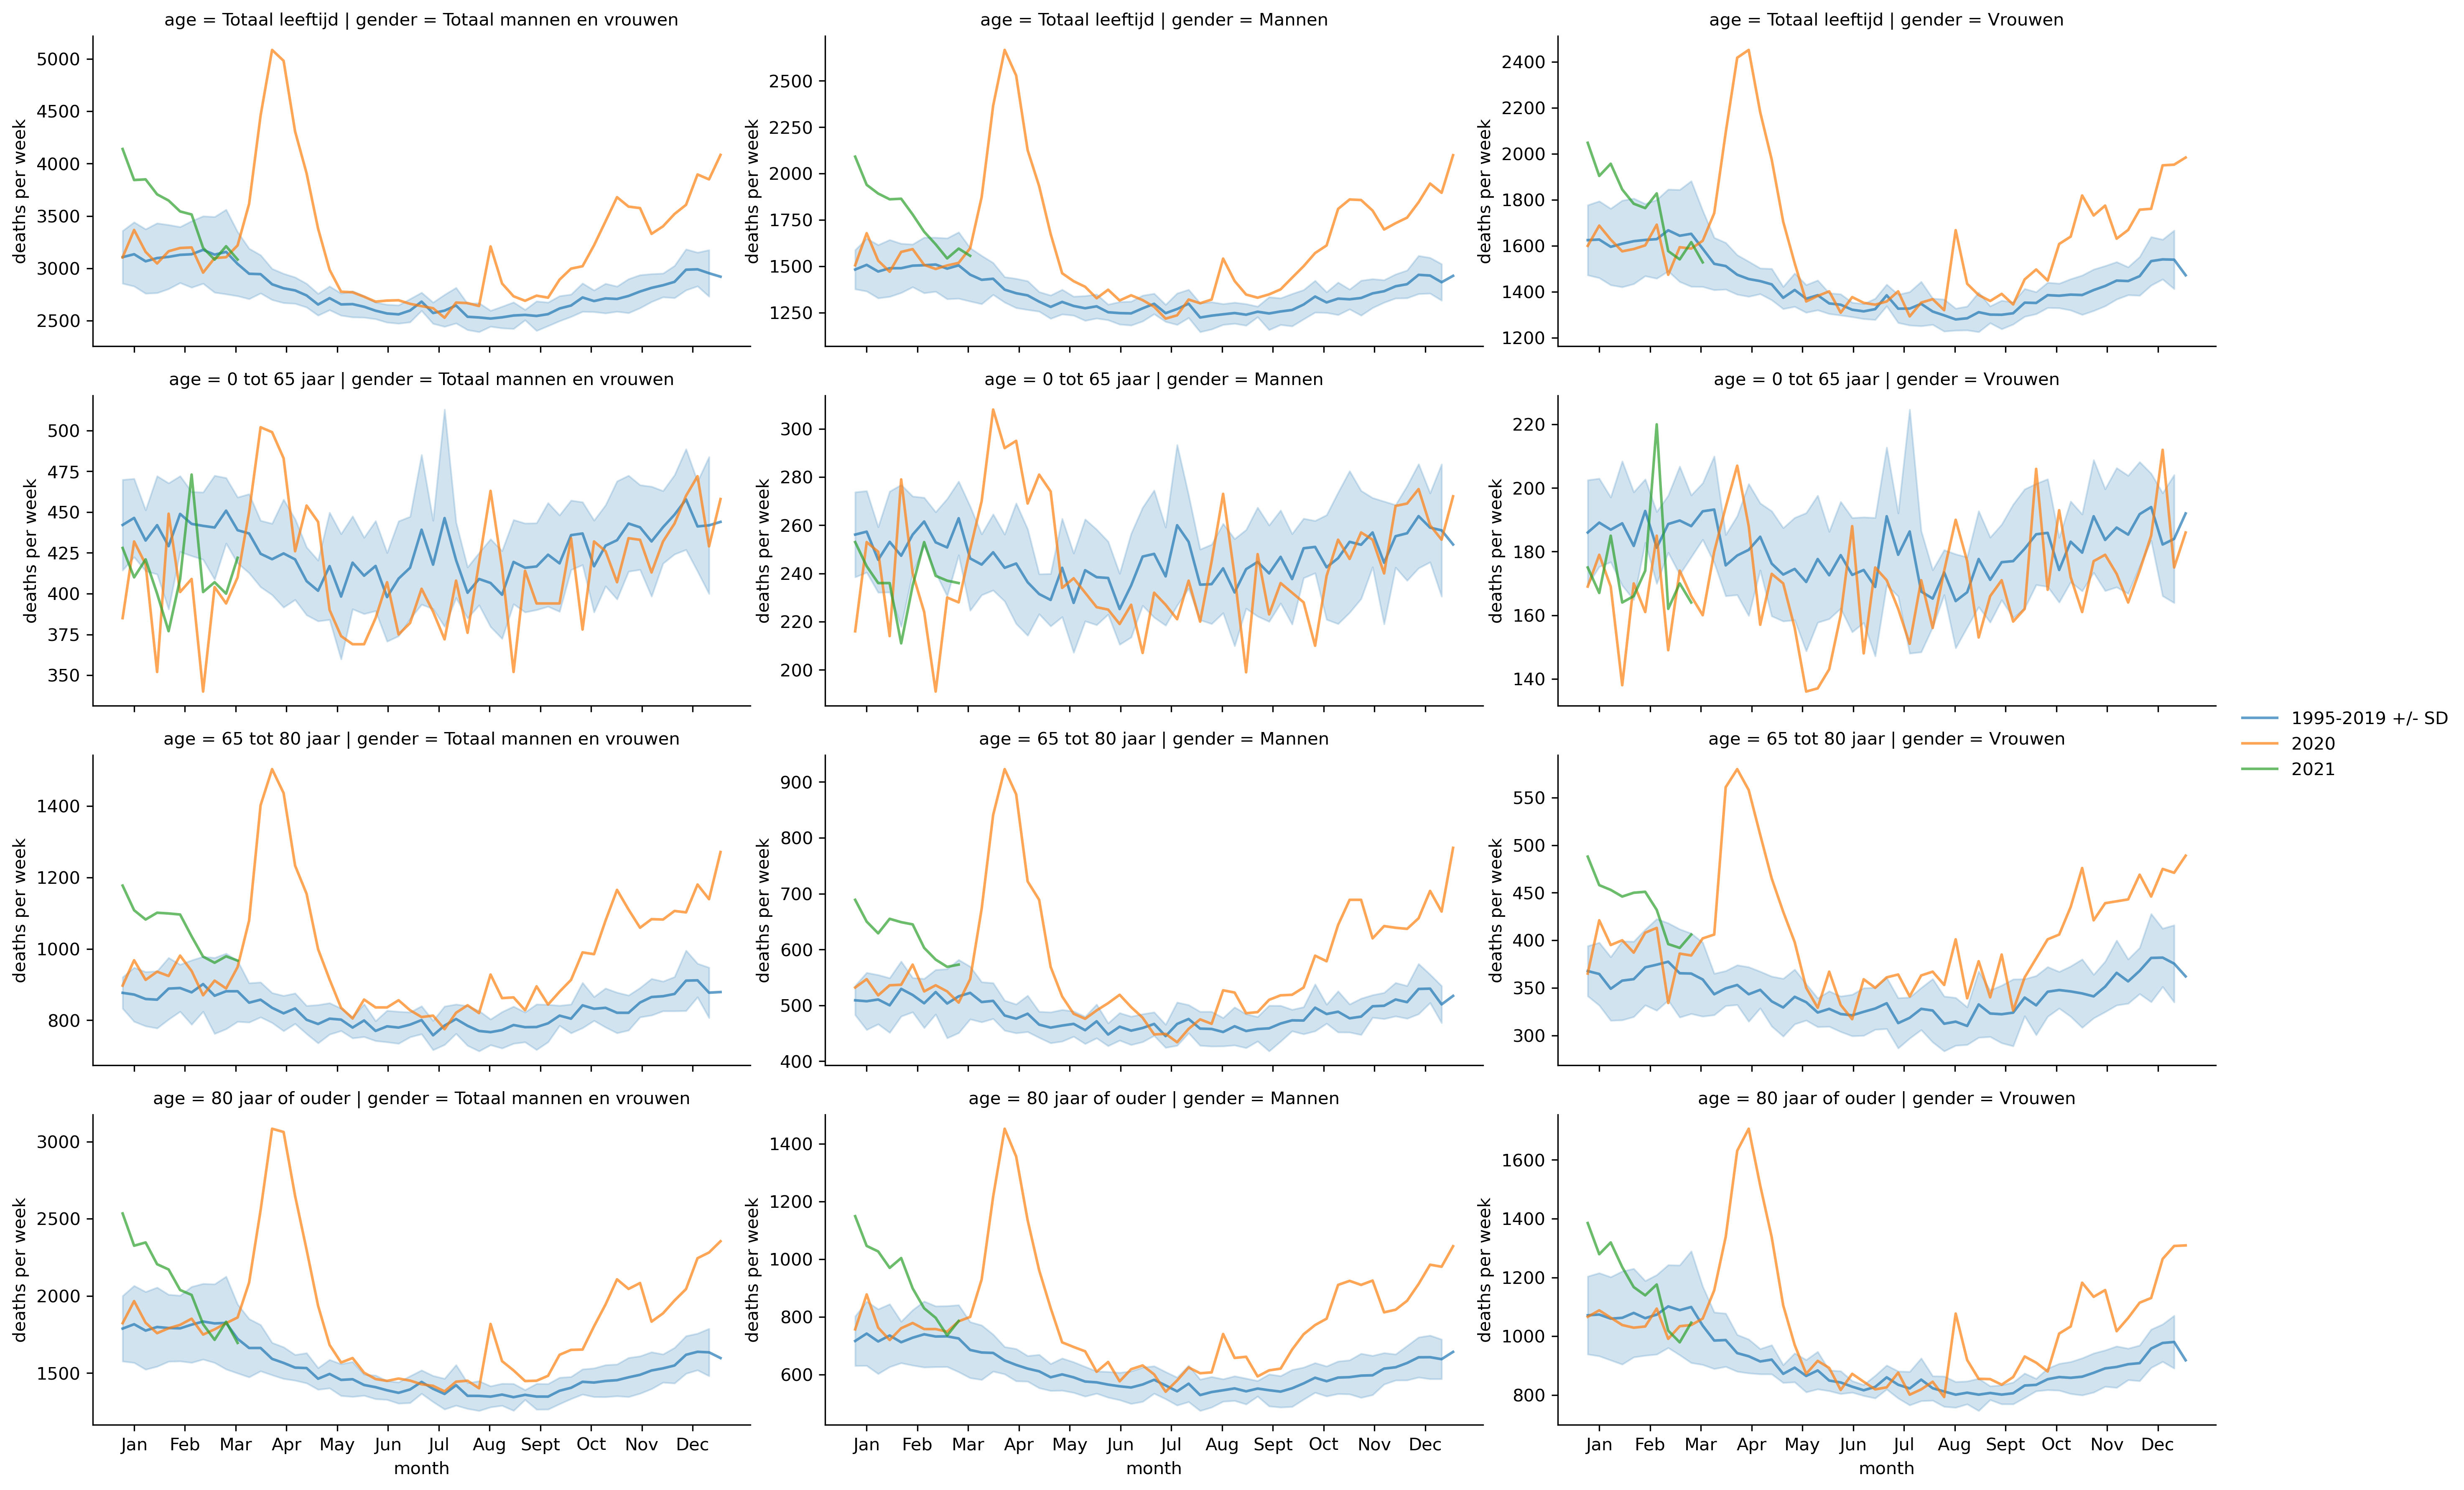 age = Totaal leeftijd | gender = Totaal mannen en vrouwen
age = Totaal leeftijd | gender = Mannen
age = Totaal leeftijd | gender = Vrouwen
deaths per week
5000
4500
4000
3500
3000
2500
deaths per week
2500
2250
2000
1750
1500
1250
deaths per week
2400
2200
2000
1800
1600
1400
1200
age = 0 tot 65 jaar | gender = Totaal mannen en vrouwen
age = 0 tot 65 jaar | gender = Mannen
age = 0 tot 65 jaar | gender = Vrouwen
deaths per week
500
475
450
425
400
375
350
deaths per week
300
280
260
240
220
200
deaths per week
220
200
180
160
140
1995-2019 +/- SD
2020
2021
age = 65 tot 80 jaar | gender = Totaal mannen en vrouwen
age = 65 tot 80 jaar | gender = Mannen
age = 65 tot 80 jaar | gender = Vrouwen
deaths per week
1400
1200
1000
800
deaths per week
900
800
700
600
500
400
deaths per week
550
500
450
400
350
300
age = 80 jaar of ouder | gender = Totaal mannen en vrouwen
age = 80 jaar of ouder | gender = Mannen
age = 80 jaar of ouder | gender = Vrouwen
deaths per week
3000
2500
2000
1500
deaths per week
1400
1200
1000
800
600
deaths per week
1600
1400
1200
1000
800
Jan Feb Mar Apr May Jun Jul Aug Sept Oct Nov Dec
month
Jan Feb Mar Apr May Jun Jul Aug Sept Oct Nov Dec
month
Jan Feb Mar Apr May Jun Jul Aug Sept Oct Nov Dec
month